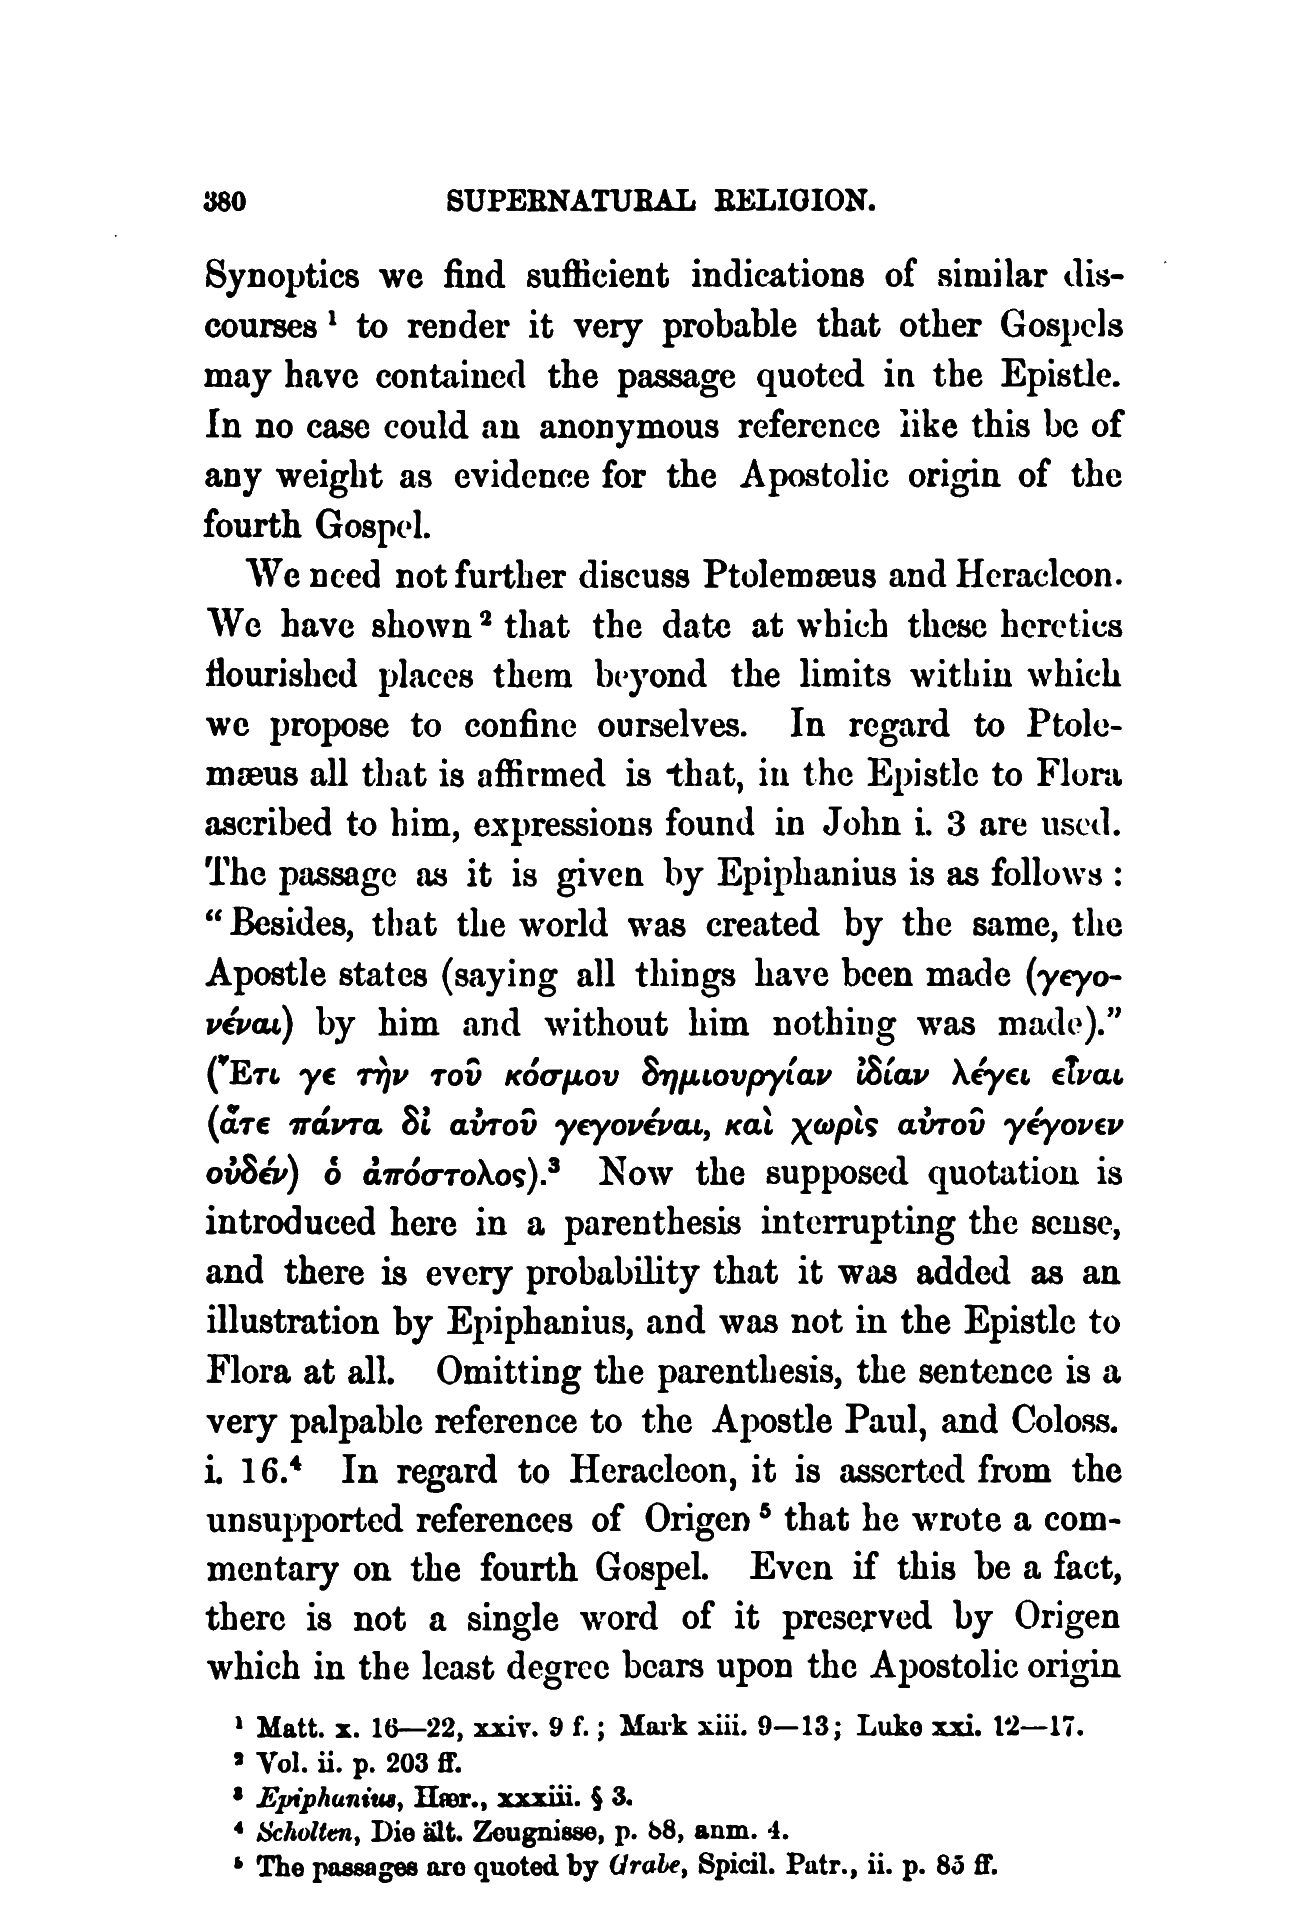 380 SUPERNATURAL RELIGION.
Synoptics we find sufficient indications of similar dis-
courses ¹ to render it very probable that other Gospels
may have contained the passage quoted in the Epistle.
In no case could an anonymous reference like this be of
any weight as evidence for the Apostolic origin of the
fourth Gospel.
We need not further discuss Ptolemæus and Heracleon.
We have shown ² that the date at which these heretics
flourished places them beyond the limits within which
we propose to confine ourselves. In regard to Ptole-
mæus all that is affirmed is that, in the Epistle to Flora
ascribed to him, expressions found in John i. 3 are used.
The passage as it is given by Epiphanius is as follows :
“Besides, that the world was created by the same, the
Apostle states (saying all things have been made (γεγο-
νέναι) by him and without him nothing was made).”
(Ἔτι γε τὴν τοῦ κόσμου δημιουργίαν ἰδίαν λέγει εἶναι
(ἅτε πάντα δἰ αὐτοῦ γεγονέναι, καὶ χωρὶς αὐτοῦ γέγονεν
οὐδέν) ὁ ἀπόστολος).³ Now the supposed quotation is
introduced here in a parenthesis interrupting the sense,
and there is every probability that it was added as an
illustration by Epiphanius, and was not in the Epistle to
Flora at all. Omitting the parenthesis, the sentence is a
very palpable reference to the Apostle Paul, and Coloss.
i. 16.⁴ In regard to Heracleon, it is asserted from the
unsupported references of Origen ⁵ that he wrote a com-
mentary on the fourth Gospel. Even if this be a fact,
there is not a single word of it preserved by Origen
which in the least degree bears upon the Apostolic origin
¹ Matt. x. 16—22, xxiv. 9 f. ; Mark xiii. 9—13; Luke xxi. 12—17.
² Vol. ii. p. 203 ff.
³ Epiphanius, Hær., xxxiii. § 3.
⁴ Scholten, Die ält. Zeugnisse, p. 88, anm. 4.
⁵ The passages are quoted by Grabe, Spicil. Patr., ii. p. 85 ff.